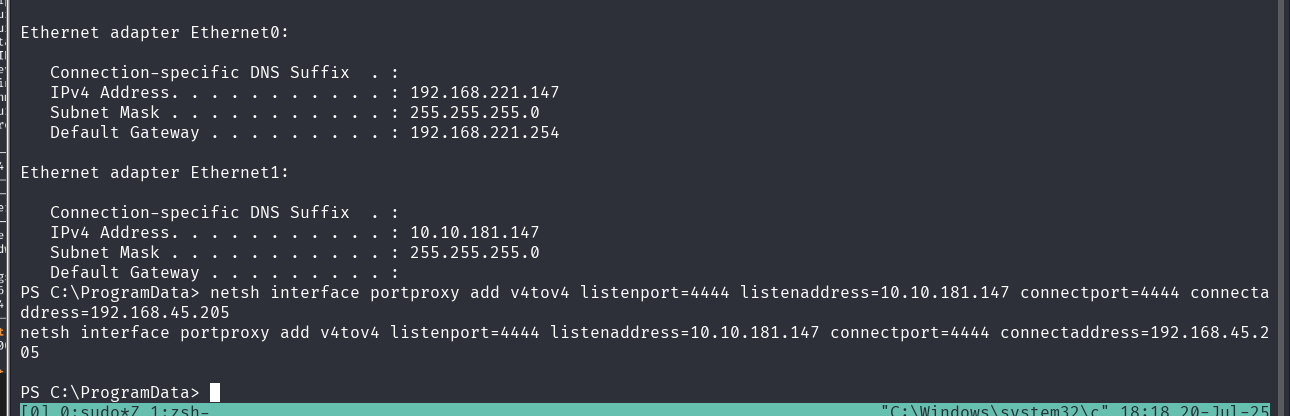 Ethernet adapter Ethernet0:
Connection-specific DNS Suffix . :
IPv4 Address. . . . . . . . . . . : 192.168.221.147
Subnet Mask . . . . . . . . . . . : 255.255.255.0
Default Gateway . . . . . . . . . : 192.168.221.254
Ethernet adapter Ethernet1:
Connection-specific DNS Suffix . :
IPv4 Address. . . . . . . . . . . : 10.10.181.147
Subnet Mask . . . . . . . . . . . : 255.255.255.0
Default Gateway . . . . . . . . . :
PS C:\ProgramData> netsh interface portproxy add v4tov4 listenport=4444 listenaddress=10.10.181.147 connectport=4444 connecta
ddress=192.168.45.205
netsh interface portproxy add v4tov4 listenport=4444 listenaddress=10.10.181.147 connectport=4444 connectaddress=192.168.45.2
05
PS C:\ProgramData>
[0] 0:sudo*Z 1:zsh- "C:\Windows\system32\c" 18:18 20-Jul-25